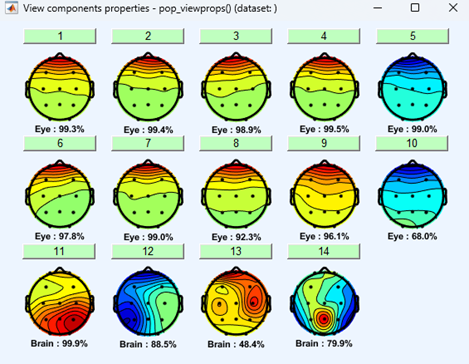 View components properties - pop_viewprops() (dataset: )
1 2 3 4 5
Eye : 99.3% Eye : 99.4% Eye : 98.9% Eye : 99.5% Eye : 99.0%
6 7 8 9 10
Eye : 97.8% Eye : 99.0% Eye : 92.3% Eye : 96.1% Eye : 68.0%
11 12 13 14
Brain : 99.9% Brain : 88.5% Brain : 48.4% Brain : 79.9%